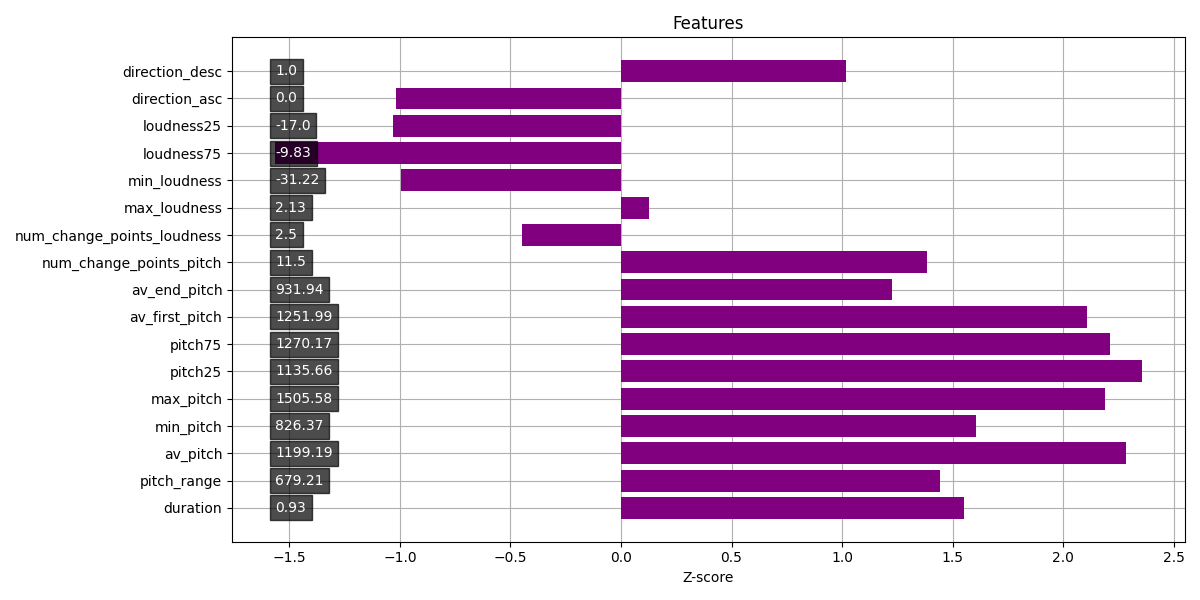 Features
direction_desc 1.0
direction_asc 0.0
loudness25 -17.0
loudness75 -9.83
min_loudness -31.22
max_loudness 2.13
num_change_points_loudness 2.5
num_change_points_pitch 11.5
av_end_pitch 931.94
av_first_pitch 1251.99
pitch75 1270.17
pitch25 1135.66
max_pitch 1505.58
min_pitch 826.37
av_pitch 1199.19
pitch_range 679.21
duration 0.93
−1.5 −1.0 −0.5 0.0 0.5 1.0 1.5 2.0 2.5
Z-score